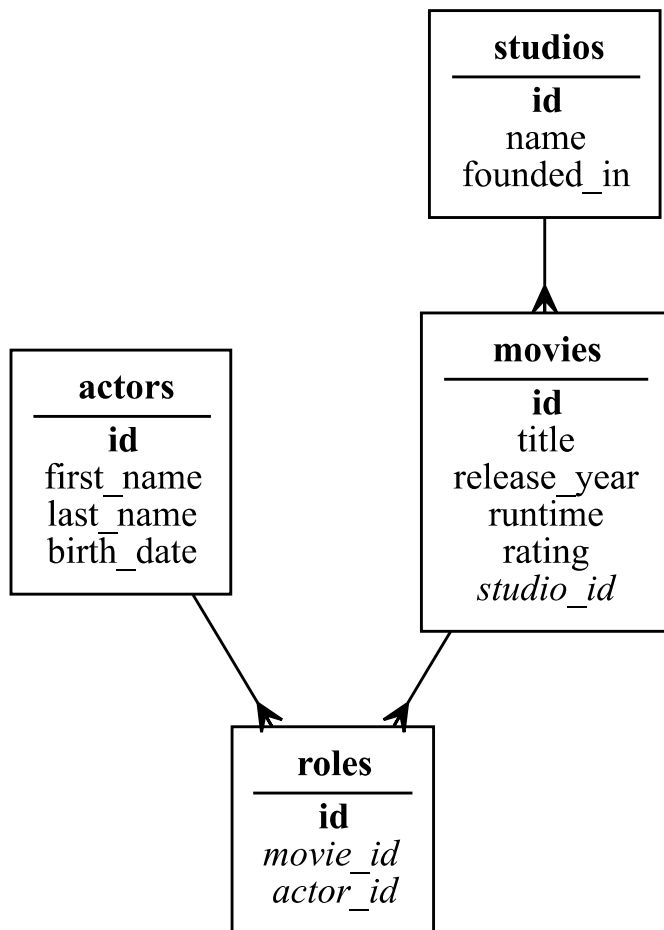 studios
id
name
founded_in
movies
id
title
release_year
runtime
rating
studio_id
actors
id
first_name
last_name
birth_date
roles
id
movie_id
actor_id